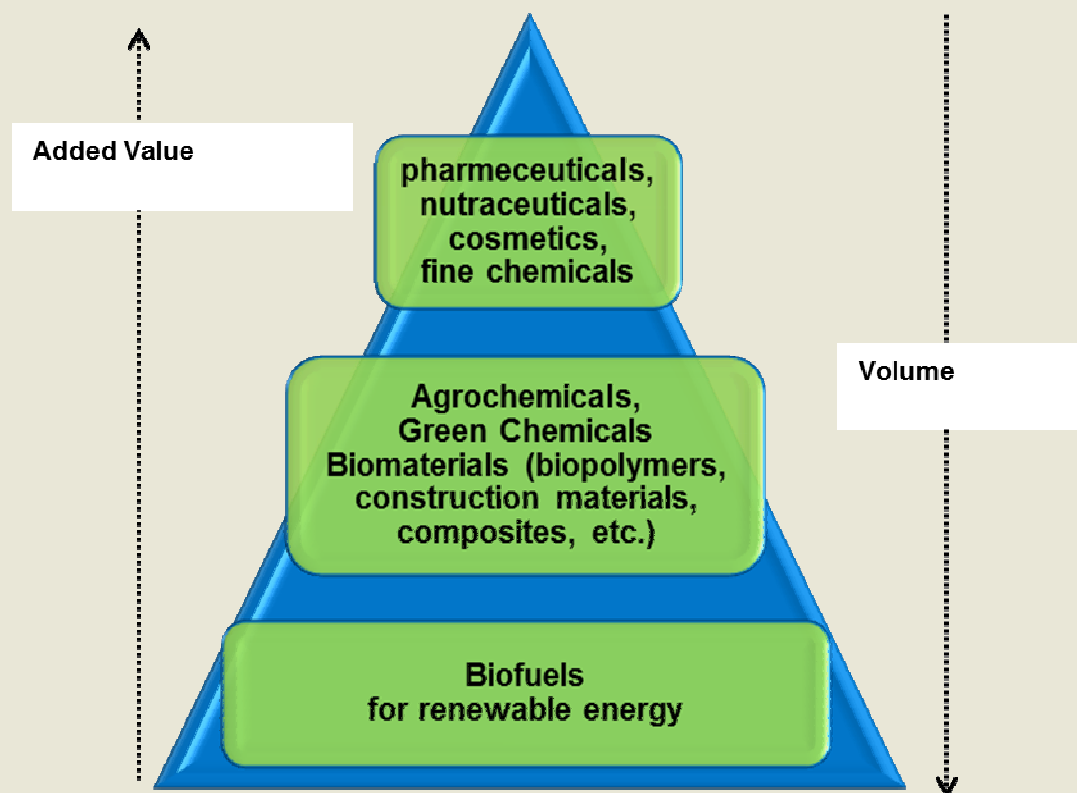 Added Value
pharmeceuticals,
nutraceuticals,
cosmetics,
fine chemicals
Volume
Agrochemicals,
Green Chemicals
Biomaterials (biopolymers,
construction materials,
composites, etc.)
Biofuels
for renewable energy